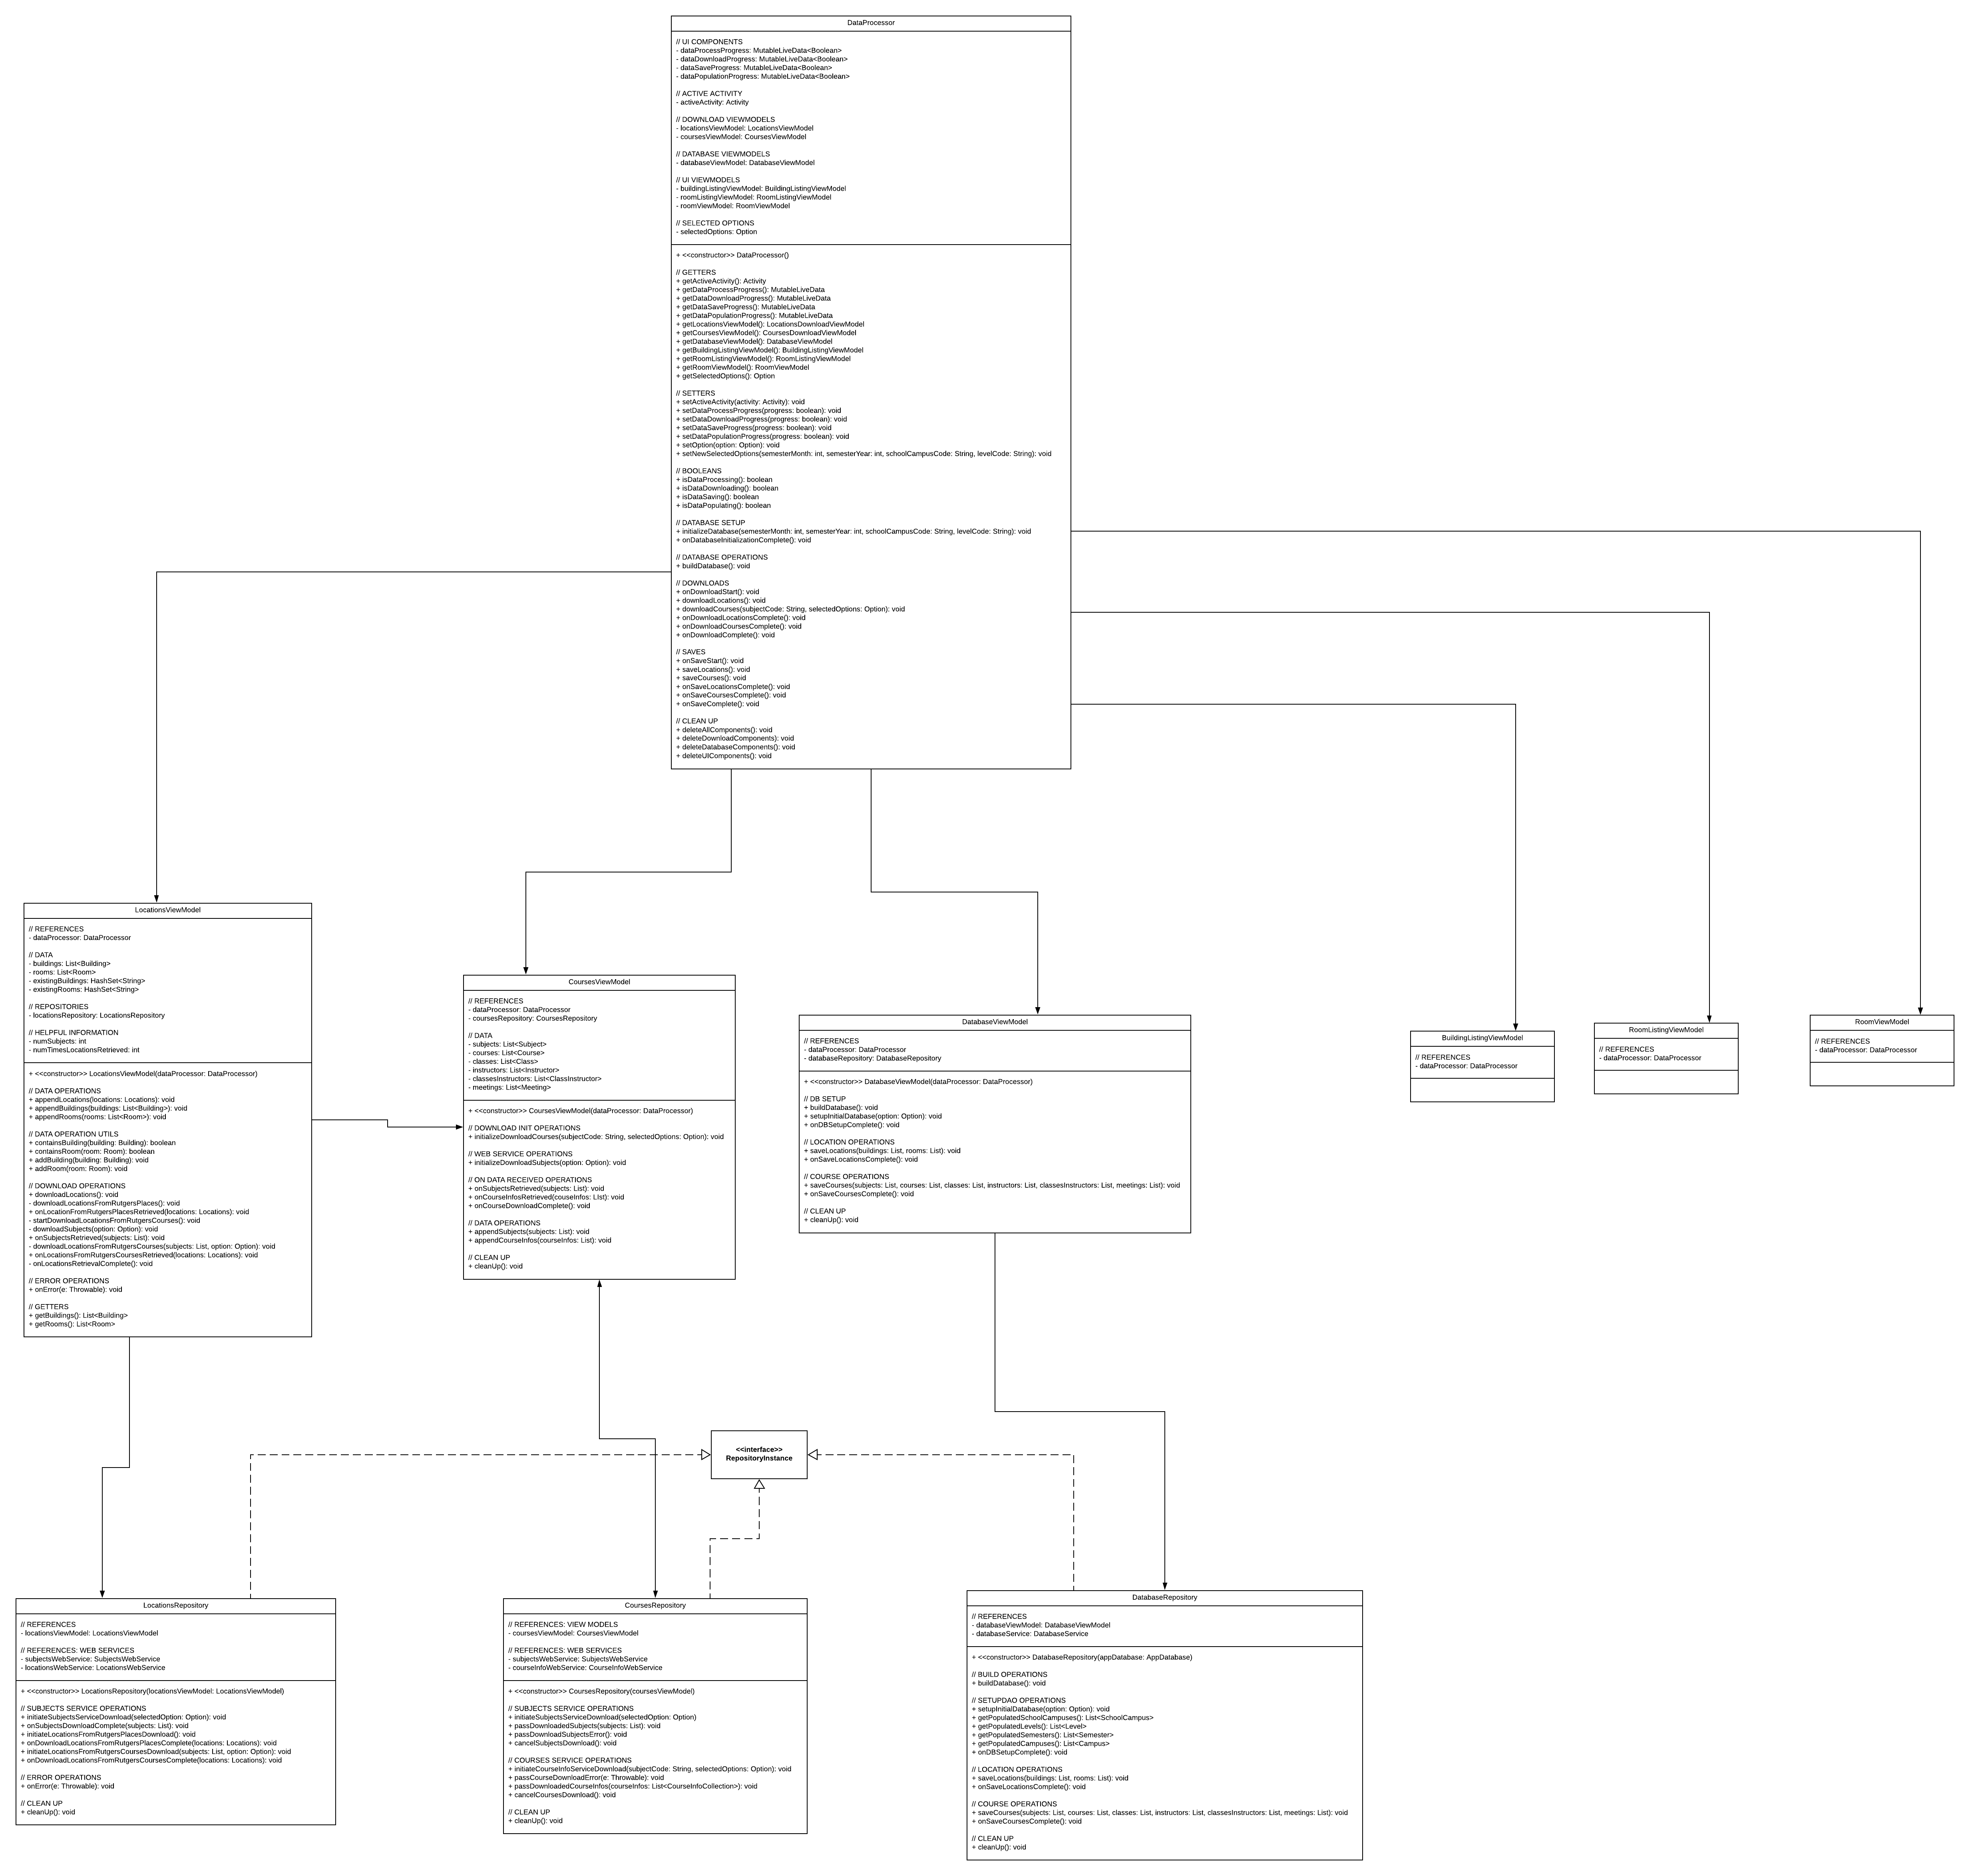 DataProcessor
// UI COMPONENTS
- dataProcessProgress: MutableLiveData<Boolean>
- dataDownloadProgress: MutableLiveData<Boolean>
- dataSaveProgress: MutableLiveData<Boolean>
- dataPopulationProgress: MutableLiveData<Boolean>
// ACTIVE ACTIVITY
- activeActivity: Activity
// DOWNLOAD VIEWMODELS
- locationsViewModel: LocationsViewModel
- coursesViewModel: CoursesViewModel
// DATABASE VIEWMODELS
- databaseViewModel: DatabaseViewModel
// UI VIEWMODELS
- buildingListingViewModel: BuildingListingViewModel
- roomListingViewModel: RoomListingViewModel
- roomViewModel: RoomViewModel
// SELECTED OPTIONS
- selectedOptions: Option
+ <<constructor>> DataProcessor()
// GETTERS
+ getActiveActivity(): Activity
+ getDataProcessProgress(): MutableLiveData
+ getDataDownloadProgress(): MutableLiveData
+ getDataSaveProgress(): MutableLiveData
+ getDataPopulationProgress(): MutableLiveData
+ getLocationsViewModel(): LocationsDownloadViewModel
+ getCoursesViewModel(): CoursesDownloadViewModel
+ getDatabaseViewModel(): DatabaseViewModel
+ getBuildingListingViewModel(): BuildingListingViewModel
+ getRoomListingViewModel(): RoomListingViewModel
+ getRoomViewModel(): RoomViewModel
+ getSelectedOptions(): Option
// SETTERS
+ setActiveActivity(activity: Activity): void
+ setDataProcessProgress(progress: boolean): void
+ setDataDownloadProgress(progress: boolean): void
+ setDataSaveProgress(progress: boolean): void
+ setDataPopulationProgress(progress: boolean): void
+ setOption(option: Option): void
+ setNewSelectedOptions(semesterMonth: int, semesterYear: int, schoolCampusCode: String, levelCode: String): void
// BOOLEANS
+ isDataProcessing(): boolean
+ isDataDownloading(): boolean
+ isDataSaving(): boolean
+ isDataPopulating(): boolean
// DATABASE SETUP
+ initializeDatabase(semesterMonth: int, semesterYear: int, schoolCampusCode: String, levelCode: String): void
+ onDatabaseInitializationComplete(): void
// DATABASE OPERATIONS
+ buildDatabase(): void
// DOWNLOADS
+ onDownloadStart(): void
+ downloadLocations(): void
+ downloadCourses(subjectCode: String, selectedOptions: Option): void
+ onDownloadLocationsComplete(): void
+ onDownloadCoursesComplete(): void
+ onDownloadComplete(): void
// SAVES
+ onSaveStart(): void
+ saveLocations(): void
+ saveCourses(): void
+ onSaveLocationsComplete(): void
+ onSaveCoursesComplete(): void
+ onSaveComplete(): void
// CLEAN UP
+ deleteAllComponents(): void
+ deleteDownloadComponents): void
+ deleteDatabaseComponents(): void
+ deleteUIComponents(): void
LocationsViewModel
// REFERENCES
- dataProcessor: DataProcessor
// DATA
- buildings: List<Building>
- rooms: List<Room>
- existingBuildings: HashSet<String>
- existingRooms: HashSet<String>
// REPOSITORIES
- locationsRepository: LocationsRepository
// HELPFUL INFORMATION
- numSubjects: int
- numTimesLocationsRetrieved: int
+ <<constructor>> LocationsViewModel(dataProcessor: DataProcessor)
// DATA OPERATIONS
+ appendLocations(locations: Locations): void
+ appendBuildings(buildings: List<Building>): void
+ appendRooms(rooms: List<Room>): void
// DATA OPERATION UTILS
+ containsBuilding(building: Building): boolean
+ containsRoom(room: Room): boolean
+ addBuilding(building: Building): void
+ addRoom(room: Room): void
// DOWNLOAD OPERATIONS
+ downloadLocations(): void
- downloadLocationsFromRutgersPlaces(): void
+ onLocationFromRutgersPlacesRetrieved(locations: Locations): void
- startDownloadLocationsFromRutgersCourses(): void
- downloadSubjects(option: Option): void
+ onSubjectsRetrieved(subjects: List): void
- downloadLocationsFromRutgersCourses(subjects: List, option: Option): void
+ onLocationsFromRutgersCoursesRetrieved(locations: Locations): void
- onLocationsRetrievalComplete(): void
// ERROR OPERATIONS
+ onError(e: Throwable): void
// GETTERS
+ getBuildings(): List<Building>
+ getRooms(): List<Room>
CoursesViewModel
// REFERENCES
- dataProcessor: DataProcessor
- coursesRepository: CoursesRepository
// DATA
- subjects: List<Subject>
- courses: List<Course>
- classes: List<Class>
- instructors: List<Instructor>
- classesInstructors: List<ClassInstructor>
- meetings: List<Meeting>
+ <<constructor>> CoursesViewModel(dataProcessor: DataProcessor)
// DOWNLOAD INIT OPERATIONS
+ initializeDownloadCourses(subjectCode: String, selectedOptions: Option): void
// WEB SERVICE OPERATIONS
+ initializeDownloadSubjects(option: Option): void
// ON DATA RECEIVED OPERATIONS
+ onSubjectsRetrieved(subjects: List): void
+ onCourseInfosRetrieved(couseInfos: LIst): void
+ onCourseDownloadComplete(): void
// DATA OPERATIONS
+ appendSubjects(subjects: List): void
+ appendCourseInfos(courseInfos: List): void
// CLEAN UP
+ cleanUp(): void
DatabaseViewModel
// REFERENCES
- dataProcessor: DataProcessor
- databaseRepository: DatabaseRepository
+ <<constructor>> DatabaseViewModel(dataProcessor: DataProcessor)
// DB SETUP
+ buildDatabase(): void
+ setupInitialDatabase(option: Option): void
+ onDBSetupComplete(): void
// LOCATION OPERATIONS
+ saveLocations(buildings: List, rooms: List): void
+ onSaveLocationsComplete(): void
// COURSE OPERATIONS
+ saveCourses(subjects: List, courses: List, classes: List, instructors: List, classesInstructors: List, meetings: List): void
+ onSaveCoursesComplete(): void
// CLEAN UP
+ cleanUp(): void
BuildingListingViewModel
// REFERENCES
- dataProcessor: DataProcessor
RoomListingViewModel
// REFERENCES
- dataProcessor: DataProcessor
RoomViewModel
// REFERENCES
- dataProcessor: DataProcessor
<<interface>>
RepositoryInstance
LocationsRepository
// REFERENCES
- locationsViewModel: LocationsViewModel
// REFERENCES: WEB SERVICES
- subjectsWebService: SubjectsWebService
- locationsWebService: LocationsWebService
+ <<constructor>> LocationsRepository(locationsViewModel: LocationsViewModel)
// SUBJECTS SERVICE OPERATIONS
+ initiateSubjectsServiceDownload(selectedOption: Option): void
+ onSubjectsDownloadComplete(subjects: List): void
+ initiateLocationsFromRutgersPlacesDownload(): void
+ onDownloadLocationsFromRutgersPlacesComplete(locations: Locations): void
+ initiateLocationsFromRutgersCoursesDownload(subjects: List, option: Option): void
+ onDownloadLocationsFromRutgersCoursesComplete(locations: Locations): void
// ERROR OPERATIONS
+ onError(e: Throwable): void
// CLEAN UP
+ cleanUp(): void
CoursesRepository
// REFERENCES: VIEW MODELS
- coursesViewModel: CoursesViewModel
// REFERENCES: WEB SERVICES
- subjectsWebService: SubjectsWebService
- courseInfoWebService: CourseInfoWebService
+ <<constructor>> CoursesRepository(coursesViewModel)
// SUBJECTS SERVICE OPERATIONS
+ initiateSubjectsServiceDownload(selectedOption: Option)
+ passDownloadedSubjects(subjects: List): void
+ passDownloadSubjectsError(): void
+ cancelSubjectsDownload(): void
// COURSES SERVICE OPERATIONS
+ initiateCourseInfoServiceDownload(subjectCode: String, selectedOptions: Option): void
+ passCourseDownloadError(e: Throwable): void
+ passDownloadedCourseInfos(courseInfos: List<CourseInfoCollection>): void
+ cancelCoursesDownload(): void
// CLEAN UP
+ cleanUp(): void
DatabaseRepository
// REFERENCES
- databaseViewModel: DatabaseViewModel
- databaseService: DatabaseService
+ <<constructor>> DatabaseRepository(appDatabase: AppDatabase)
// BUILD OPERATIONS
+ buildDatabase(): void
// SETUPDAO OPERATIONS
+ setupInitialDatabase(option: Option): void
+ getPopulatedSchoolCampuses(): List<SchoolCampus>
+ getPopulatedLevels(): List<Level>
+ getPopulatedSemesters(): List<Semester>
+ getPopulatedCampuses(): List<Campus>
+ onDBSetupComplete(): void
// LOCATION OPERATIONS
+ saveLocations(buildings: List, rooms: List): void
+ onSaveLocationsComplete(): void
// COURSE OPERATIONS
+ saveCourses(subjects: List, courses: List, classes: List, instructors: List, classesInstructors: List, meetings: List): void
+ onSaveCoursesComplete(): void
// CLEAN UP
+ cleanUp(): void